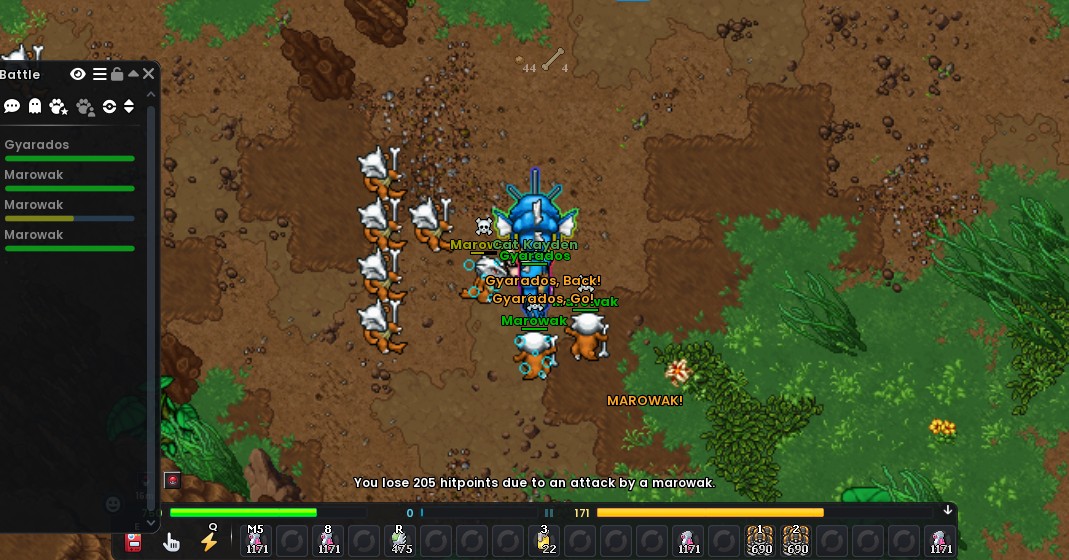 Battle
Gyarados
Marowak
Marowak
Marowak
44 4
Cat Kayden
Gyarados
Gyarados, Back!
Gyarados, Go!
Marowak
MAROWAK!
You lose 205 hitpoints due to an attack by a marowak.
0
171
E
Q
M5
1171
8
1171
R
475
3
22
1171
1
690
2
690
1171